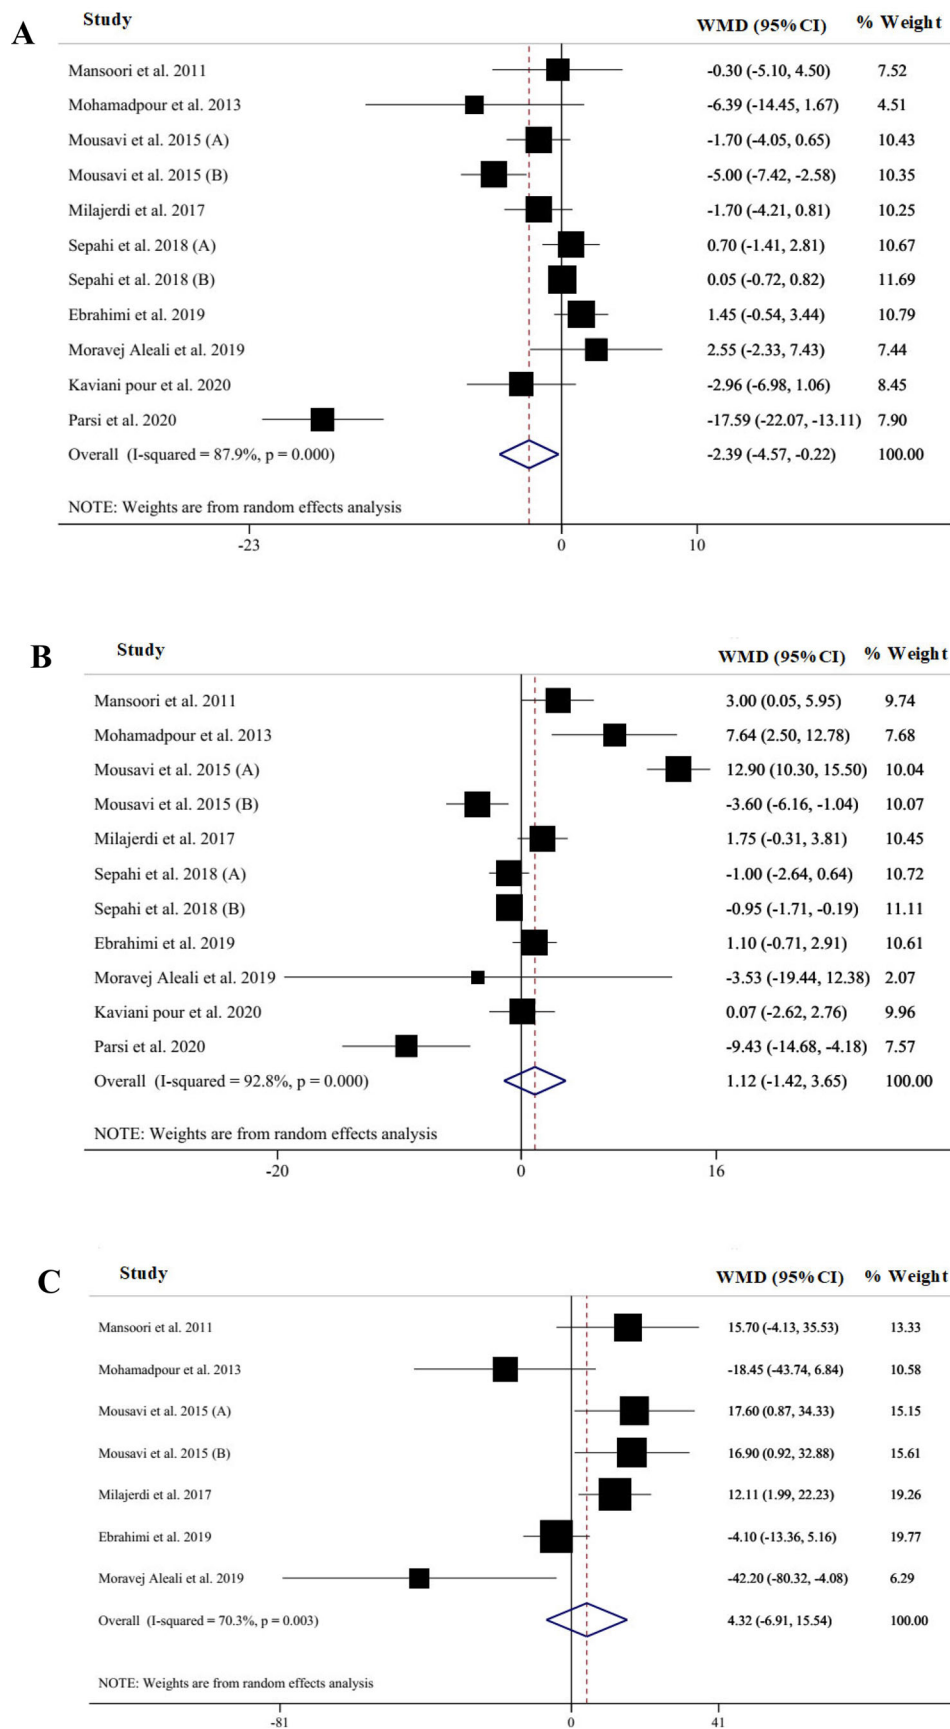 A
Study WMD (95%CI) % Weight
Mansoori et al. 2011 -0.30 (-5.10, 4.50) 7.52
Mohamadpour et al. 2013 -6.39 (-14.45, 1.67) 4.51
Mousavi et al. 2015 (A) -1.70 (-4.05, 0.65) 10.43
Mousavi et al. 2015 (B) -5.00 (-7.42, -2.58) 10.35
Milajerdi et al. 2017 -1.70 (-4.21, 0.81) 10.25
Sepahi et al. 2018 (A) 0.70 (-1.41, 2.81) 10.67
Sepahi et al. 2018 (B) 0.05 (-0.72, 0.82) 11.69
Ebrahimi et al. 2019 1.45 (-0.54, 3.44) 10.79
Moravej Aleali et al. 2019 2.55 (-2.33, 7.43) 7.44
Kaviani pour et al. 2020 -2.96 (-6.98, 1.06) 8.45
Parsi et al. 2020 -17.59 (-22.07, -13.11) 7.90
Overall (I-squared = 87.9%, p = 0.000) -2.39 (-4.57, -0.22) 100.00
NOTE: Weights are from random effects analysis
-23 0 10
B
Study WMD (95%CI) % Weight
Mansoori et al. 2011 3.00 (0.05, 5.95) 9.74
Mohamadpour et al. 2013 7.64 (2.50, 12.78) 7.68
Mousavi et al. 2015 (A) 12.90 (10.30, 15.50) 10.04
Mousavi et al. 2015 (B) -3.60 (-6.16, -1.04) 10.07
Milajerdi et al. 2017 1.75 (-0.31, 3.81) 10.45
Sepahi et al. 2018 (A) -1.00 (-2.64, 0.64) 10.72
Sepahi et al. 2018 (B) -0.95 (-1.71, -0.19) 11.11
Ebrahimi et al. 2019 1.10 (-0.71, 2.91) 10.61
Moravej Aleali et al. 2019 -3.53 (-19.44, 12.38) 2.07
Kaviani pour et al. 2020 0.07 (-2.62, 2.76) 9.96
Parsi et al. 2020 -9.43 (-14.68, -4.18) 7.57
Overall (I-squared = 92.8%, p = 0.000) 1.12 (-1.42, 3.65) 100.00
NOTE: Weights are from random effects analysis
-20 0 16
C
Study WMD (95%CI) % Weight
Mansoori et al. 2011 15.70 (-4.13, 35.53) 13.33
Mohamadpour et al. 2013 -18.45 (-43.74, 6.84) 10.58
Mousavi et al. 2015 (A) 17.60 (0.87, 34.33) 15.15
Mousavi et al. 2015 (B) 16.90 (0.92, 32.88) 15.61
Milajerdi et al. 2017 12.11 (1.99, 22.23) 19.26
Ebrahimi et al. 2019 -4.10 (-13.36, 5.16) 19.77
Moravej Aleali et al. 2019 -42.20 (-80.32, -4.08) 6.29
Overall (I-squared = 70.3%, p = 0.003) 4.32 (-6.91, 15.54) 100.00
NOTE: Weights are from random effects analysis
-81 0 41